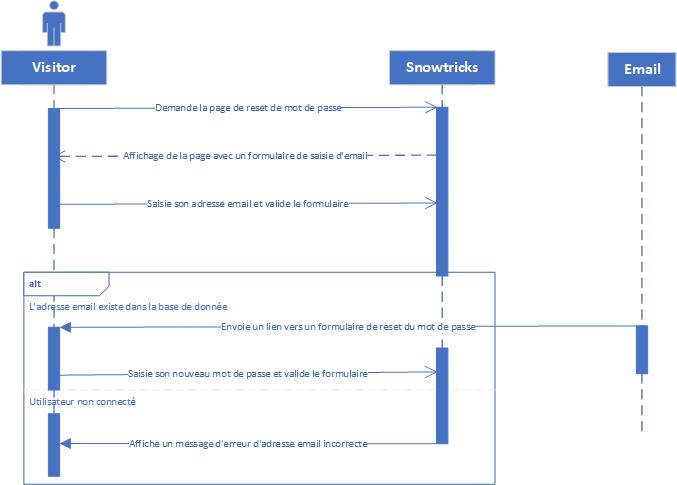 Visitor
Snowtricks
Email
Demande la page de reset de mot de passe
Affichage de la page avec un formulaire de saisie d'email
Saisie son adresse email et valide le formulaire
alt
L'adresse email existe dans la base de donnée
Envoie un lien vers un formulaire de reset du mot de passe
Saisie son nouveau mot de passe et valide le formulaire
Utilisateur non connecté
Affiche un message d'erreur d'adresse email incorrecte